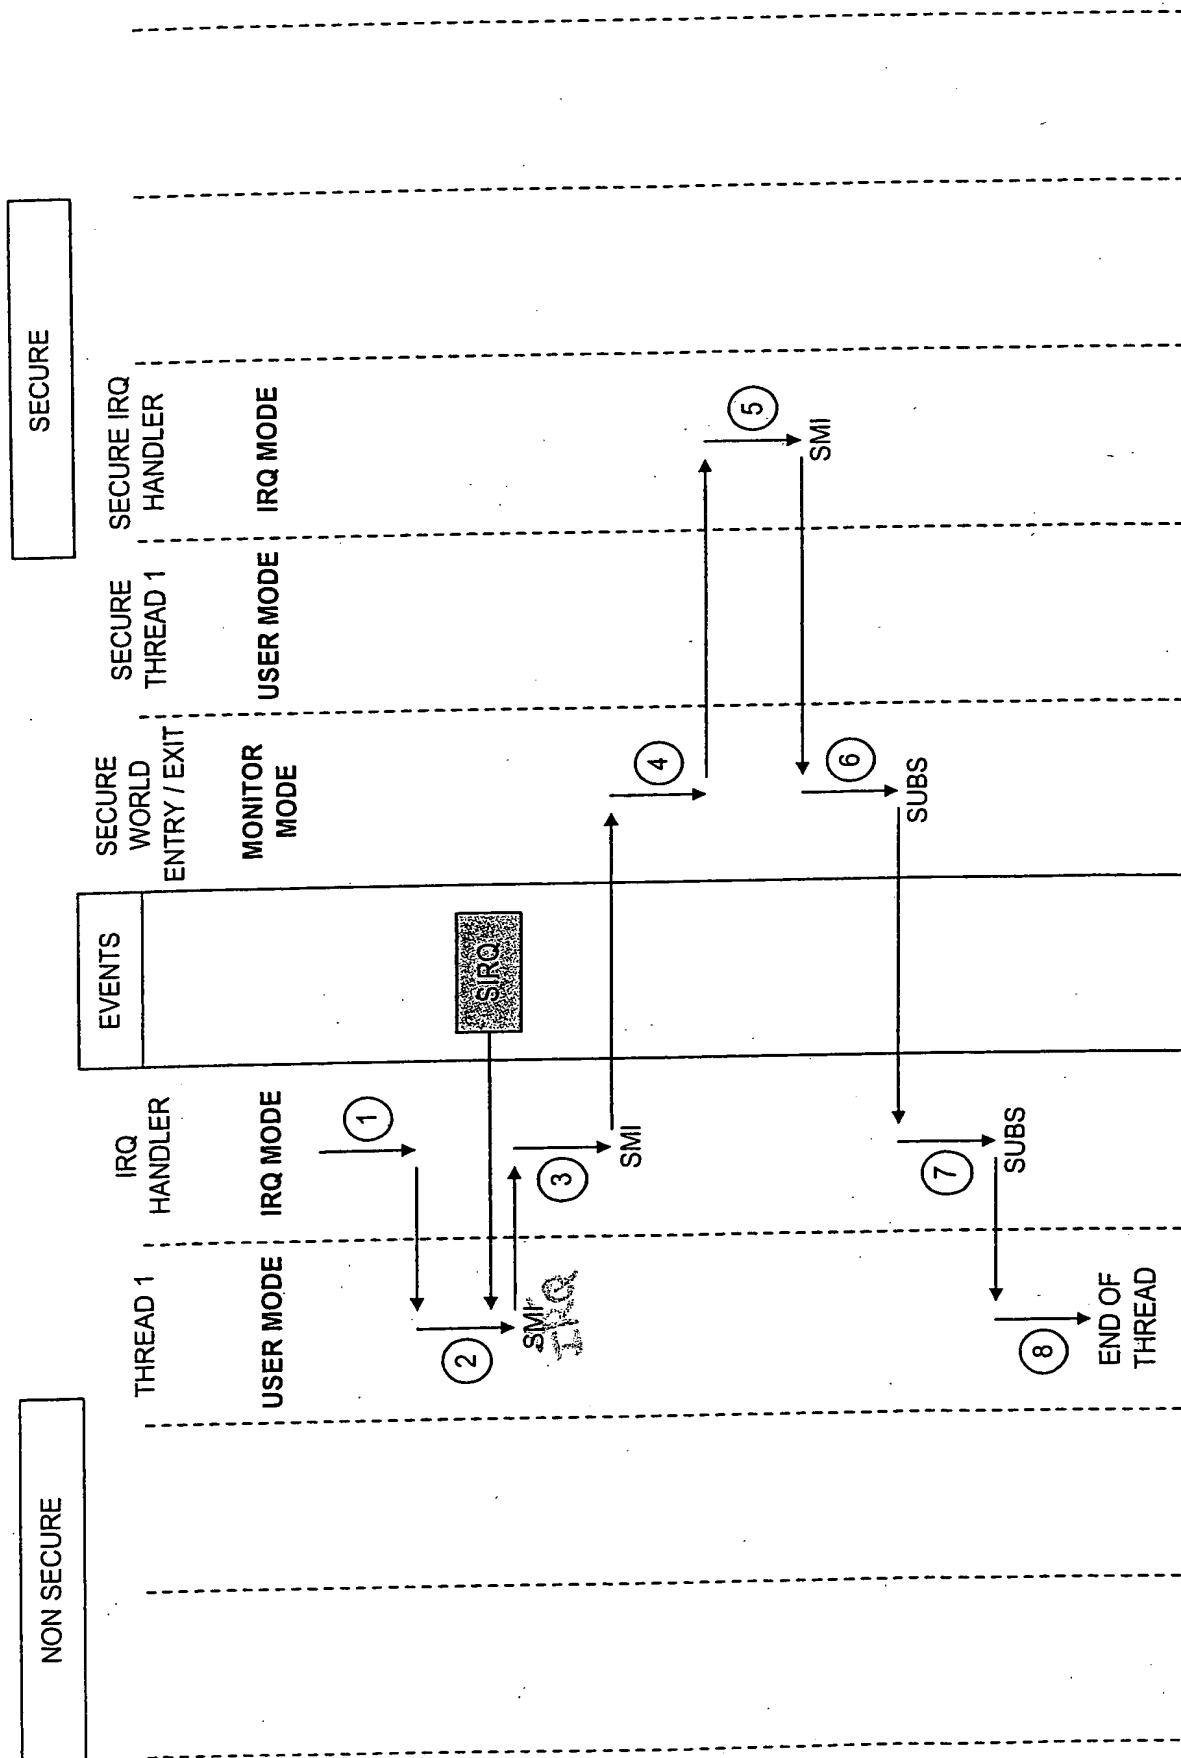 NON SECURE
SECURE
EVENTS
THREAD 1
IRQ
HANDLER
SECURE
WORLD
ENTRY / EXIT
SECURE
THREAD 1
SECURE IRQ
HANDLER
USER MODE
IRQ MODE
MONITOR
MODE
USER MODE
IRQ MODE
1
2
SIRQ
SMI
IRQ
3
SMI
4
5
SMI
6
SUBS
7
SUBS
8
END OF
THREAD